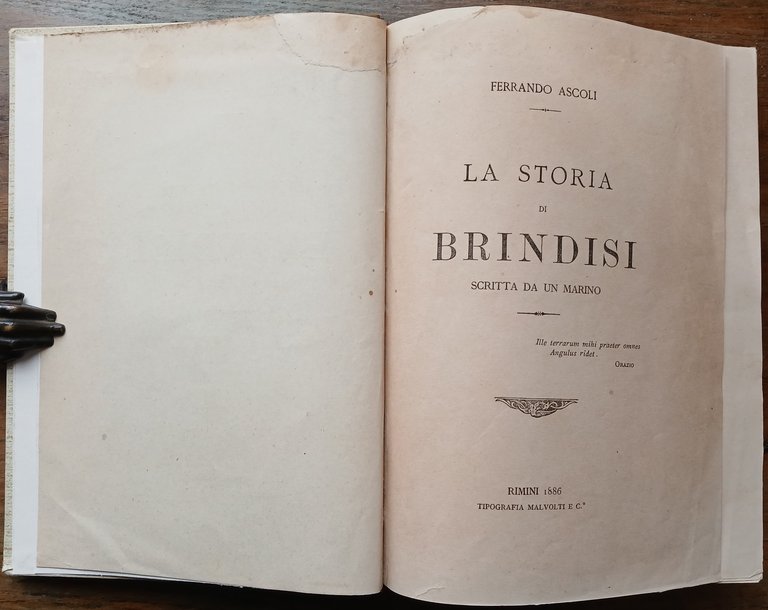 FERRANDO ASCOLI
LA STORIA
DI
BRINDISI
SCRITTA DA UN MARINO
Ille terrarum mihi praeter omnes
Angulus ridet.
ORAZIO
RIMINI 1886
TIPOGRAFIA MALVOLTI E C.ⁱ